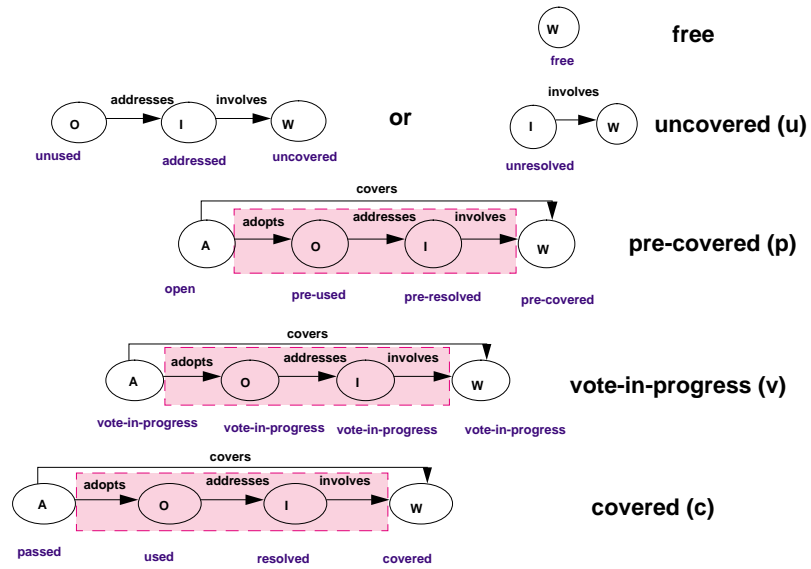 W
free
free
addresses involves involves
O I W or I W uncovered (u)
unused addressed uncovered unresolved
covers
adopts addresses involves
A O I W pre-covered (p)
open pre-used pre-resolved pre-covered
covers
adopts addresses involves
A O I W vote-in-progress (v)
vote-in-progress vote-in-progress vote-in-progress vote-in-progress
covers
adopts addresses involves
A O I W covered (c)
passed used resolved covered